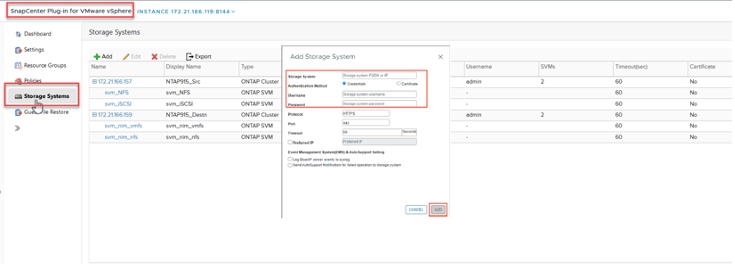 SnapCenter Plug-in for VMware vSphere INSTANCE 172.21.166.119:8144
Dashboard
Settings
Resource Groups
Policies
Storage Systems
Guest File Restore
Storage Systems
Add Edit Delete Export
Name Display Name Type Username SVMs Timeout(sec) Certificate
172.21.166.157 NTAP915_Src ONTAP Cluster admin 2 60 No
svm_NFS ONTAP SVM - 60 No
svm_iSCSI ONTAP SVM - 60 No
172.21.166.159 NTAP915_Destn ONTAP Cluster admin 2 60 No
svm_nim_vmfs ONTAP SVM - 60 No
svm_nim_nfs ONTAP SVM - 60 No
Add Storage System
Storage System Storage system FQDN or IP
Authentication Method Credentials Certificate
Username Storage system username
Password Storage system password
Protocol HTTPS
Port 443
Timeout 60 Seconds
Preferred IP Preferred IP
Event Management System(EMS) & AutoSupport Setting
Log SnapCenter server events to syslog
Send AutoSupport Notification for failed operation to storage system
CANCEL ADD